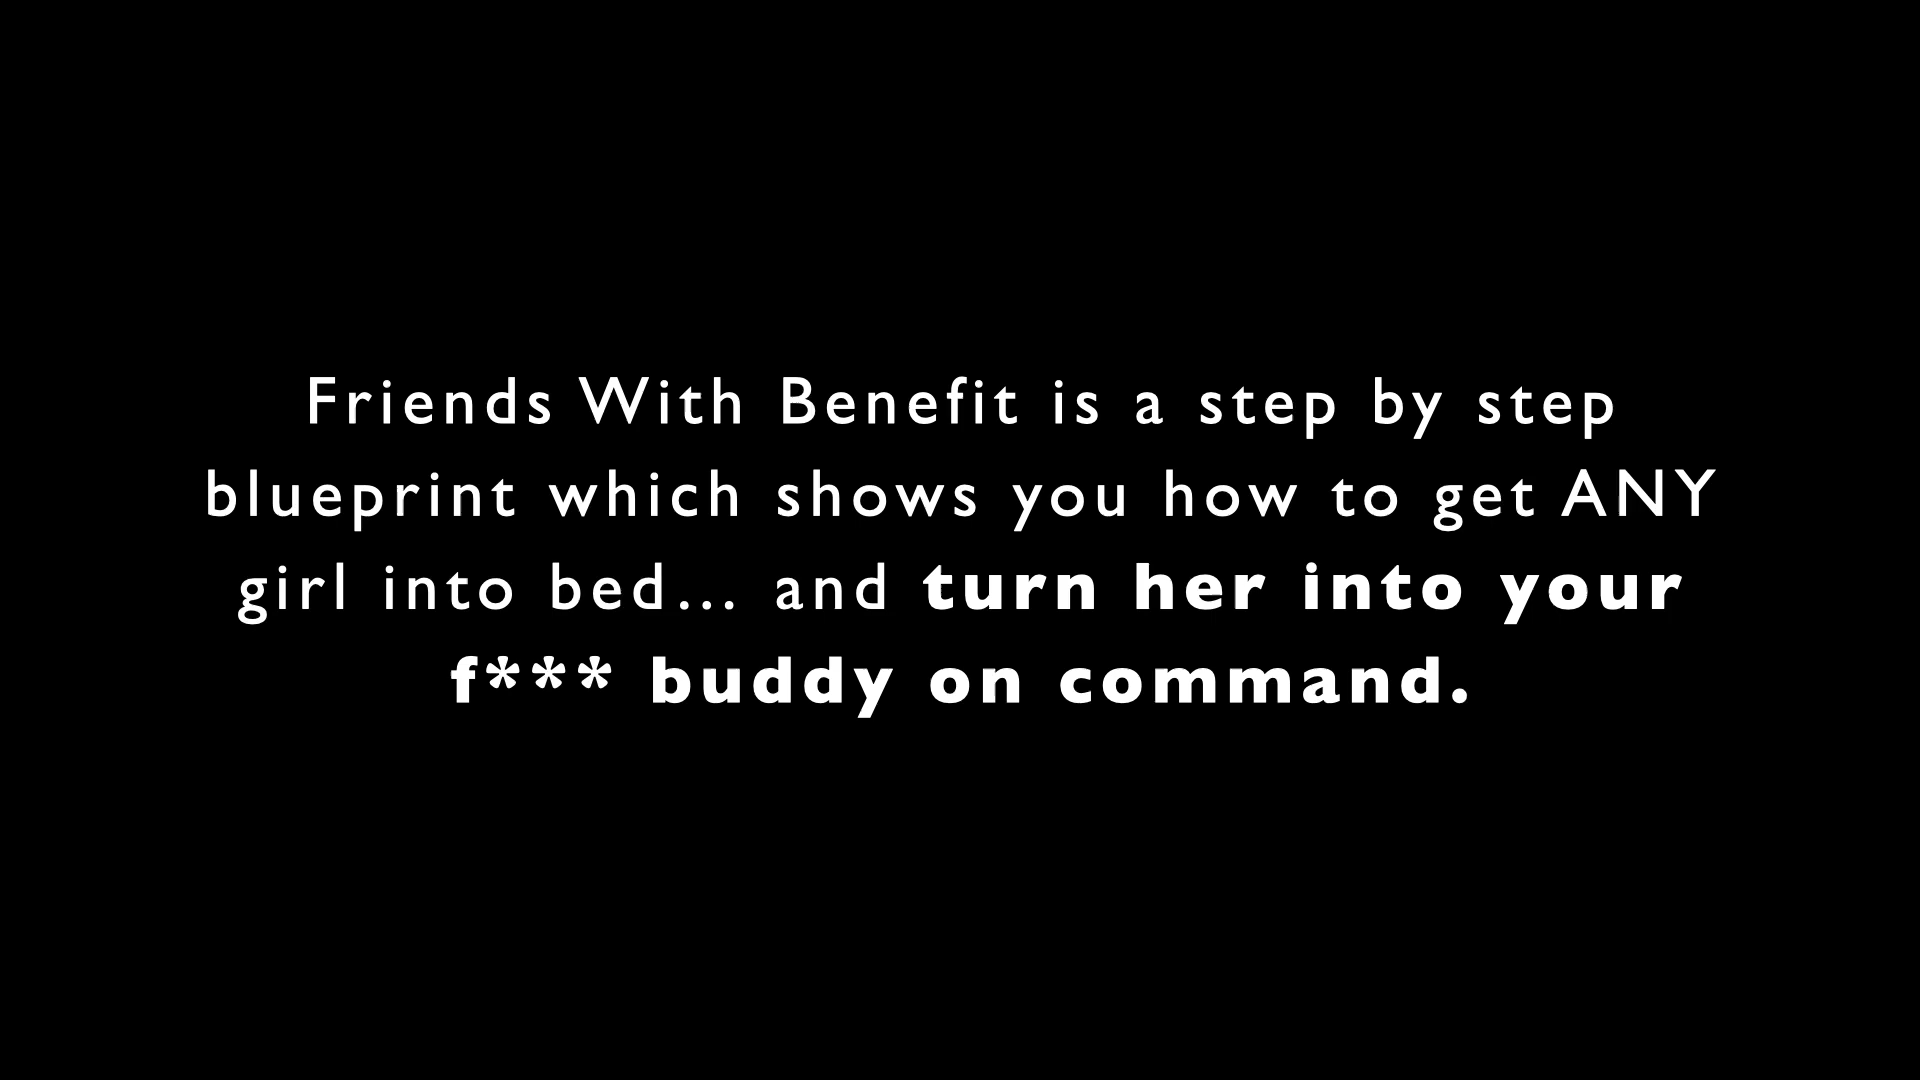 Friends With Benefit is a step by step
blueprint which shows you how to get ANY
girl into bed... and turn her into your
f*** buddy on command.